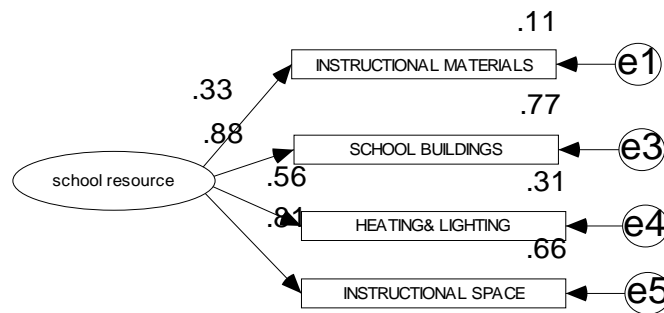 .11
INSTRUCTIONAL MATERIALS
e1
.33
.77
.88
SCHOOL BUILDINGS
e3
school resource
.56
.31
.81
HEATING& LIGHTING
e4
.66
INSTRUCTIONAL SPACE
e5